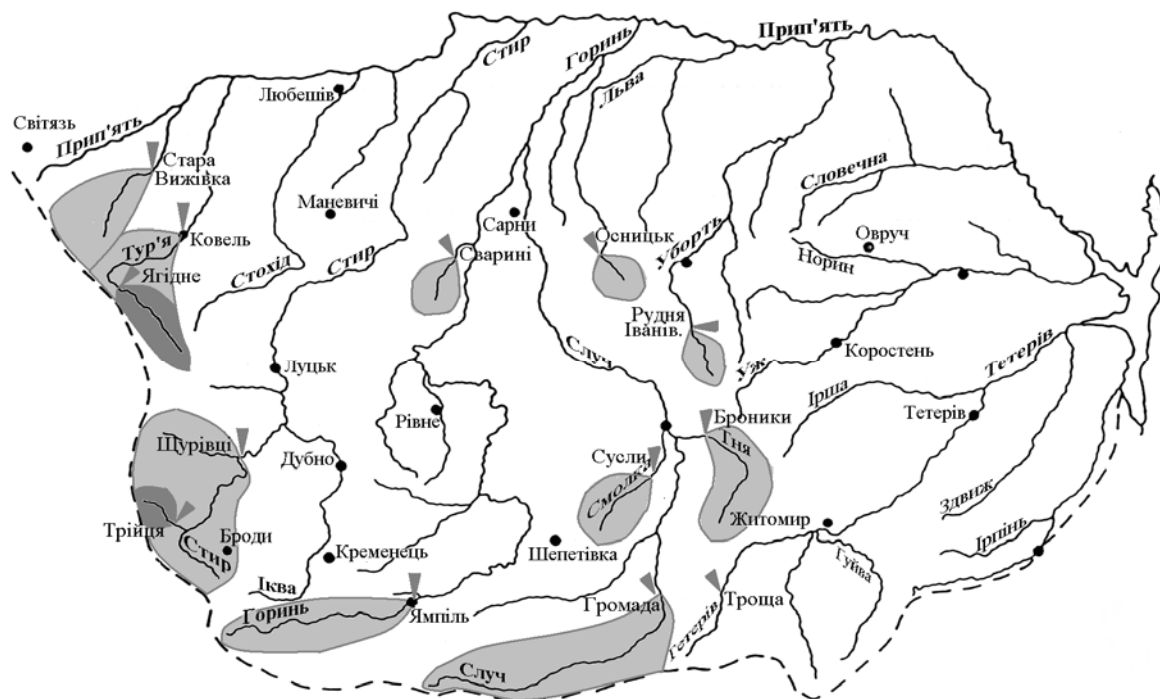 Прип'ять
Стир
Горинь
Льва
Любешів
Світязь
Прип'ять
Стара
Вижівка
Словечна
Маневичі
Сарни
Осницьк
Уборть
Овруч
Норин
Ковель
Тур'я
Ягідне
Стохід
Стир
Сварині
Рудня
Іванів.
Случ
Уж
Коростень
Тетерів
Луцьк
Ірша
Тетерів
Рівне
Броники
Гня
Щурівці
Дубно
Сусли
Смолка
Здвиж
Житомир
Ірпінь
Трійця
Стир
Броди
Кременець
Шепетівка
Гуйва
Іква
Горинь
Ямпіль
Громада
Тетерів
Троща
Случ